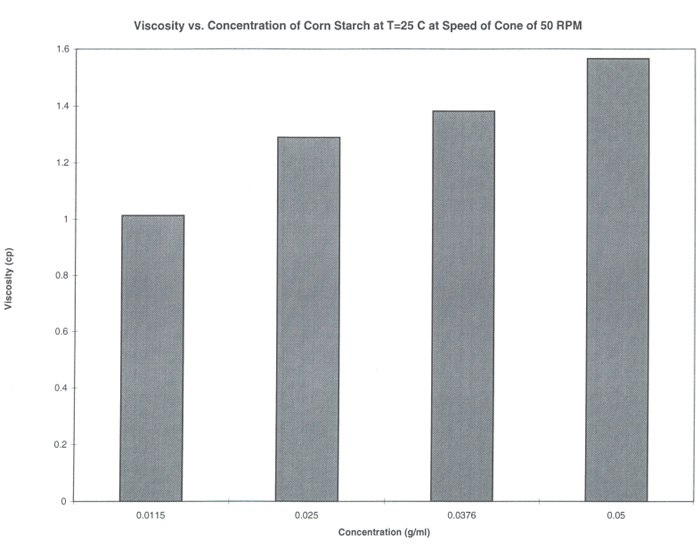 Viscosity vs. Concentration of Corn Starch at T=25 C at Speed of Cone of 50 RPM
1.6
1.4
1.2
1
0.8
0.6
0.4
0.2
0
Viscosity (cp)
0.0115 0.025 0.0376 0.05
Concentration (g/ml)